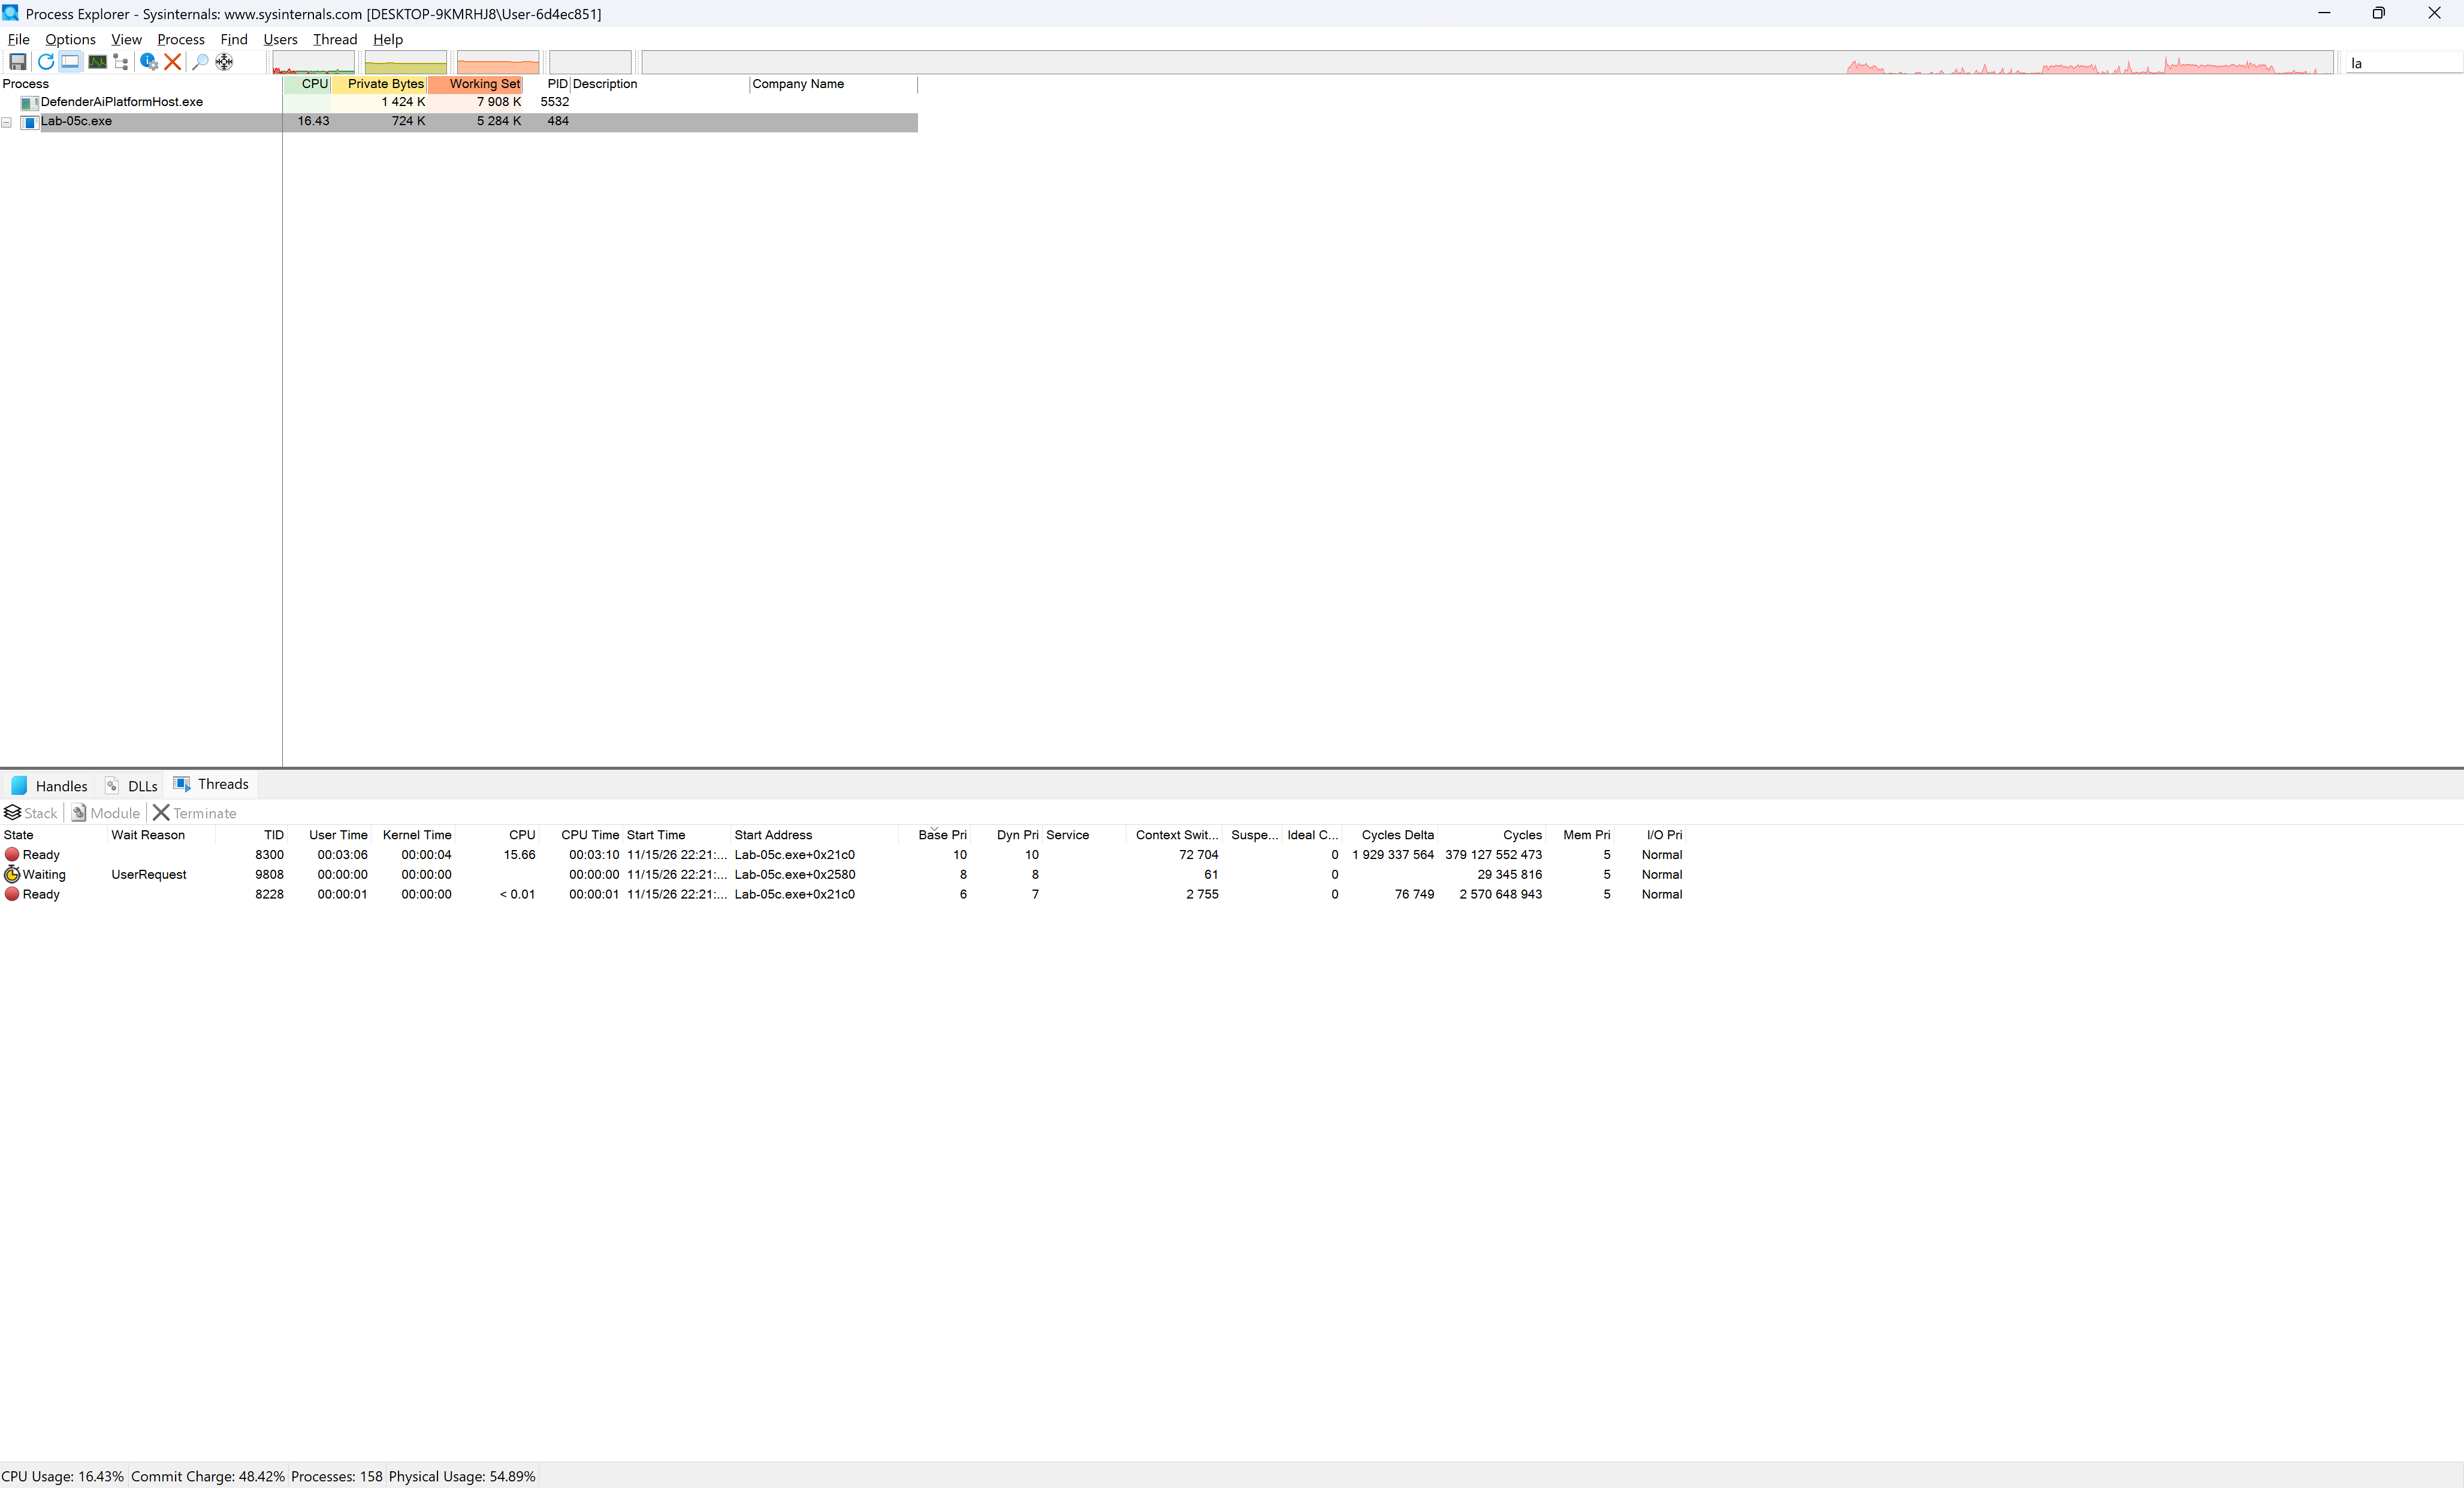 Process Explorer - Sysinternals: www.sysinternals.com [DESKTOP-9KMRHJ8\User-6d4ec851]
File Options View Process Find Users Thread Help
la
Process CPU Private Bytes Working Set PID Description Company Name
DefenderAiPlatformHost.exe 1 424 K 7 908 K 5532
Lab-05c.exe 16.43 724 K 5 284 K 484
Handles DLLs Threads
Stack Module Terminate
State Wait Reason TID User Time Kernel Time CPU CPU Time Start Time Start Address Base Pri Dyn Pri Service Context Swit... Suspe... Ideal C... Cycles Delta Cycles Mem Pri I/O Pri
Ready 8300 00:03:06 00:00:04 15.66 00:03:10 11/15/26 22:21:... Lab-05c.exe+0x21c0 10 10 72 704 0 1 929 337 564 379 127 552 473 5 Normal
Waiting UserRequest 9808 00:00:00 00:00:00 00:00:00 11/15/26 22:21:... Lab-05c.exe+0x2580 8 8 61 0 29 345 816 5 Normal
Ready 8228 00:00:01 00:00:00 < 0.01 00:00:01 11/15/26 22:21:... Lab-05c.exe+0x21c0 6 7 2 755 0 76 749 2 570 648 943 5 Normal
CPU Usage: 16.43% Commit Charge: 48.42% Processes: 158 Physical Usage: 54.89%